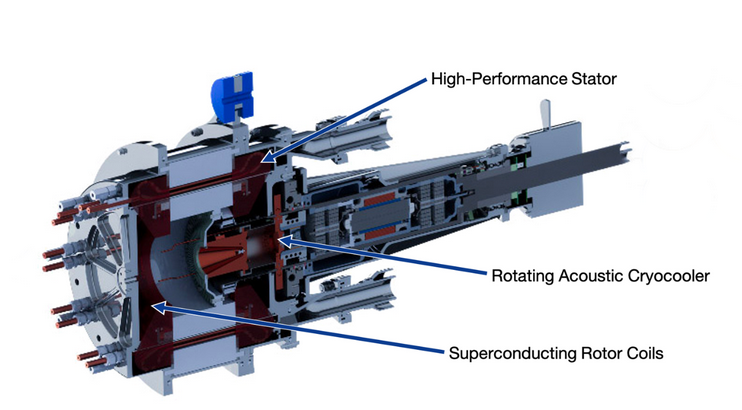 High-Performance Stator
Rotating Acoustic Cryocooler
Superconducting Rotor Coils